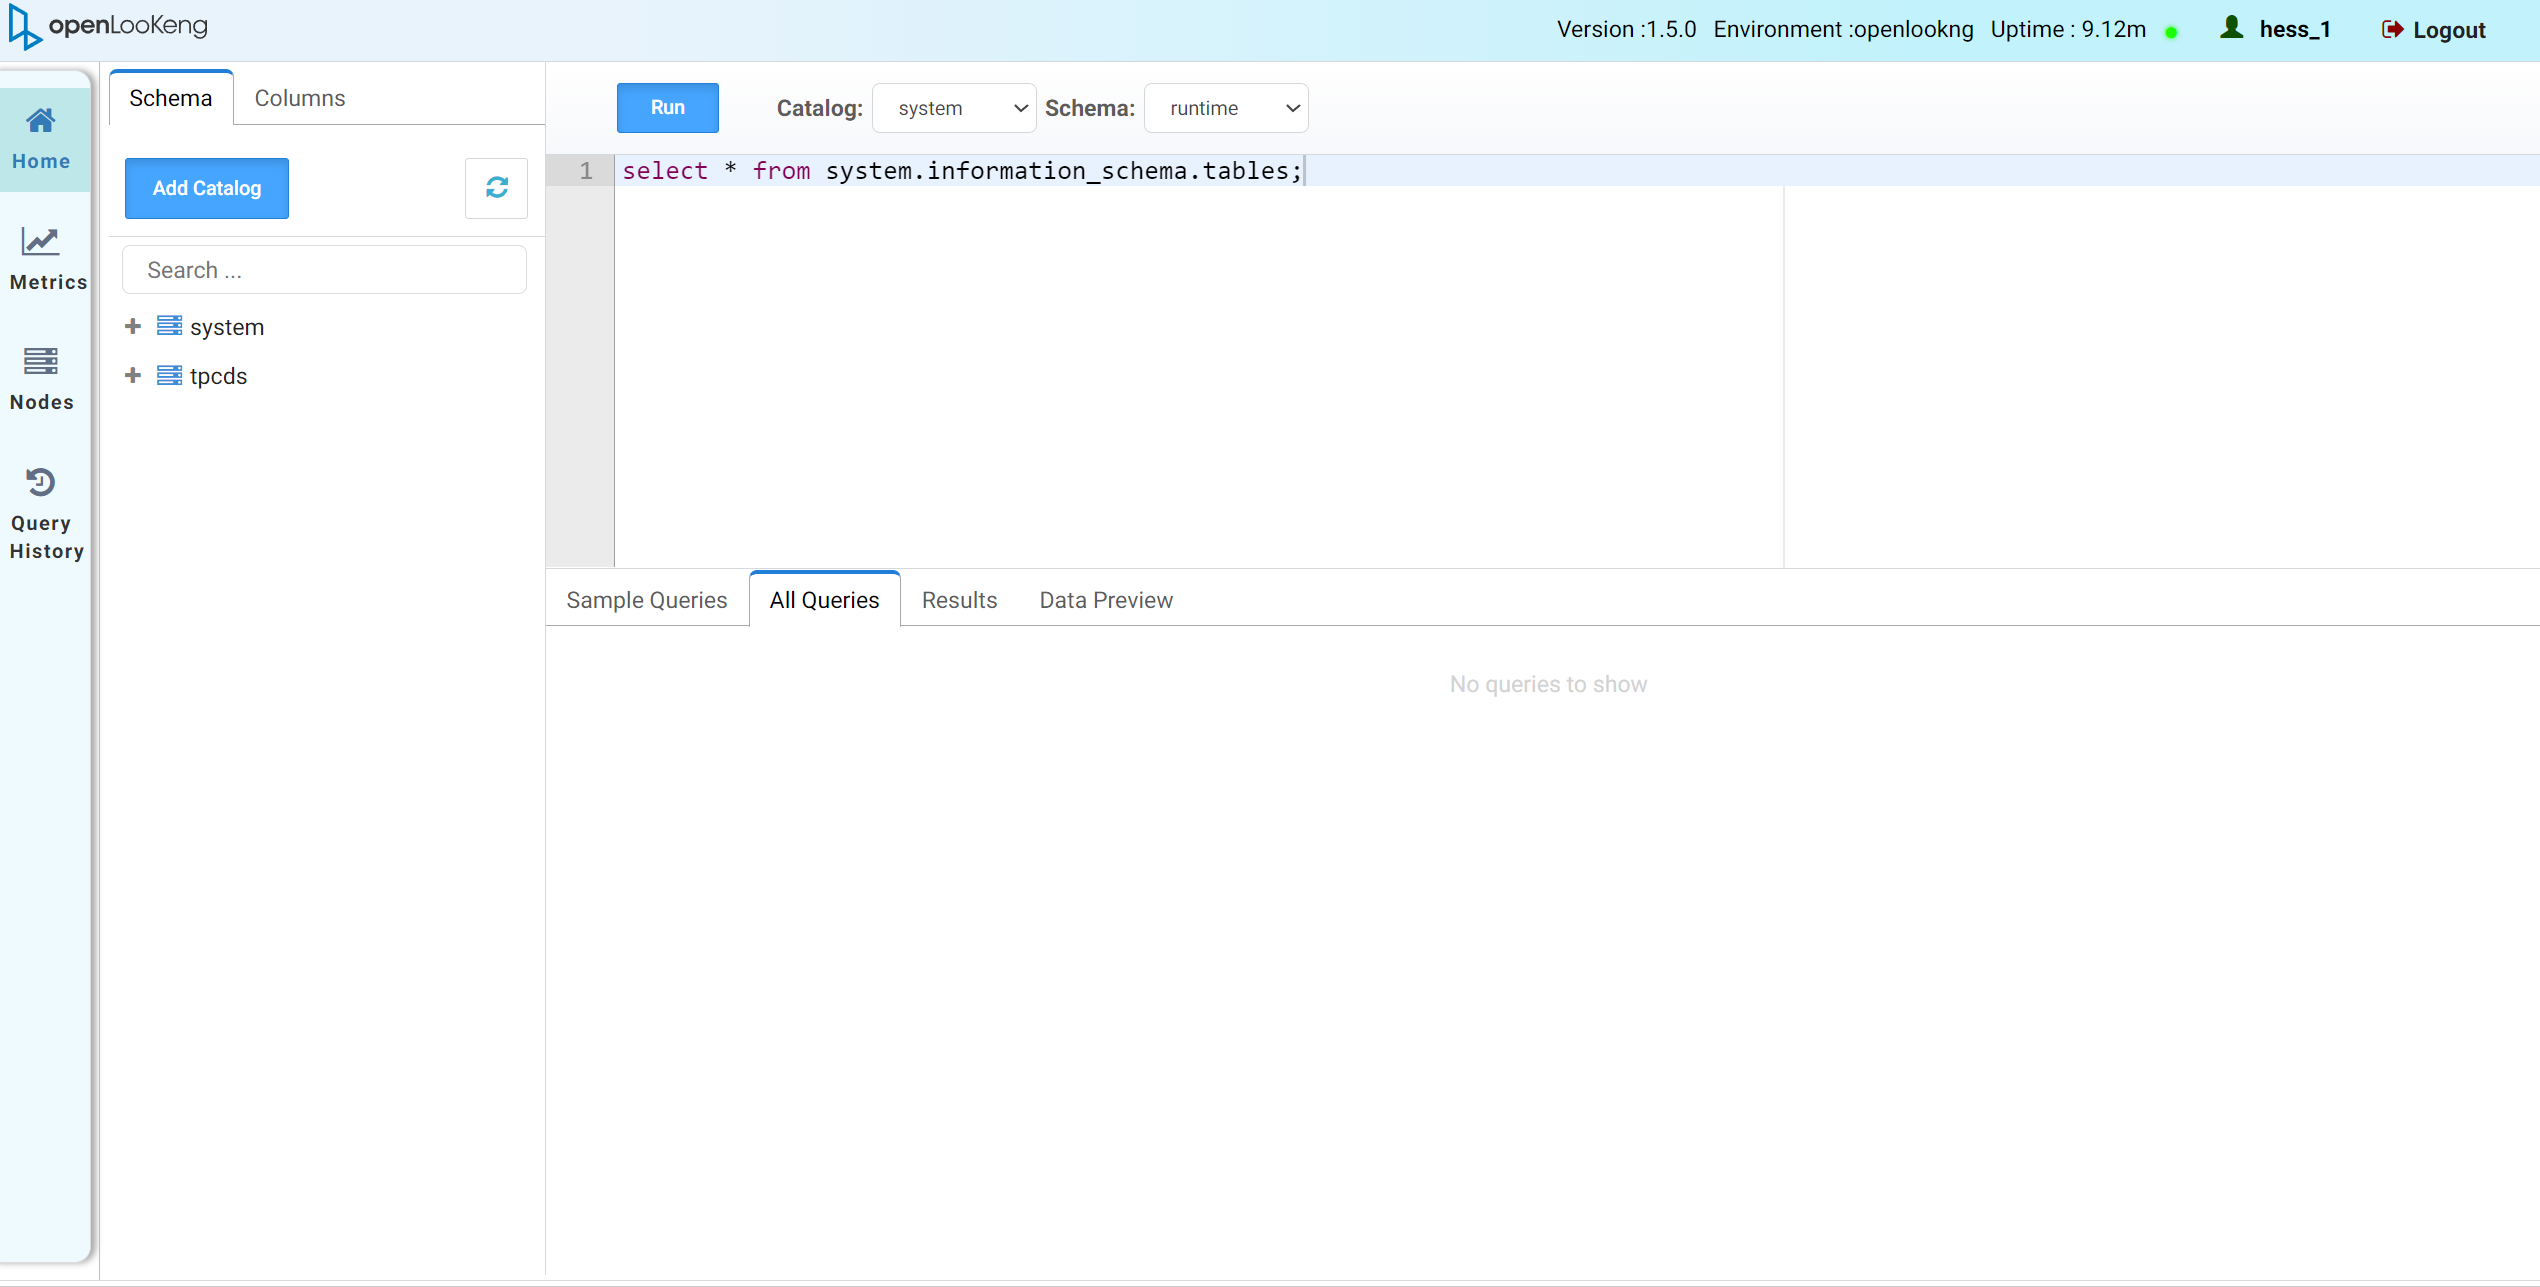 openLooKeng
Version :1.5.0 Environment :openlookng Uptime : 9.12m
hess_1
Logout
Home
Metrics
Nodes
Query
History
Schema
Columns
Add Catalog
Search ...
system
tpcds
Run
Catalog: system Schema: runtime
1 select * from system.information_schema.tables;
Sample Queries
All Queries
Results
Data Preview
No queries to show